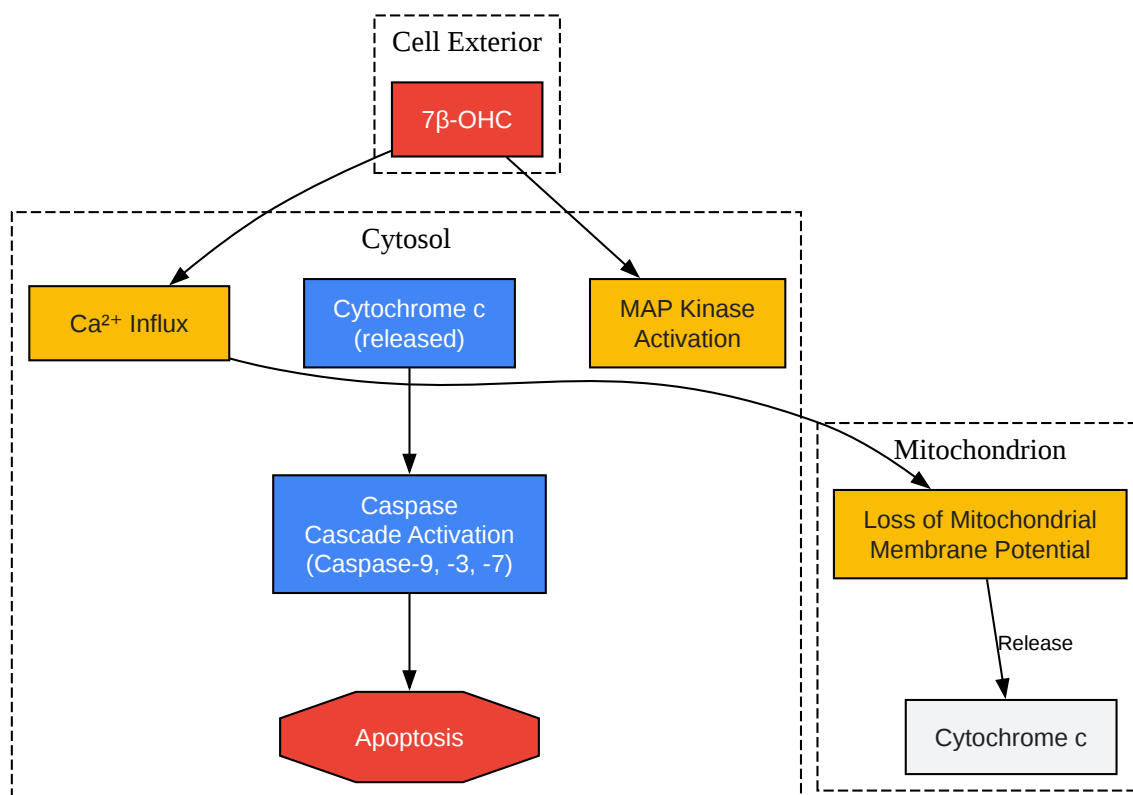 Cell Exterior
7β-OHC
Cytosol
Ca²⁺ Influx
Cytochrome c
(released)
MAP Kinase
Activation
Mitochondrion
Caspase
Cascade Activation
(Caspase-9, -3, -7)
Loss of Mitochondrial
Membrane Potential
Release
Apoptosis
Cytochrome c